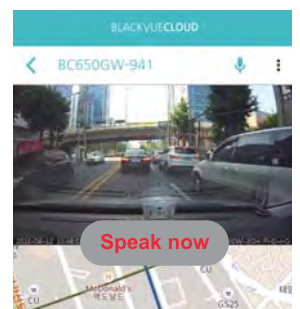 BLACKVUECLOUD
BC650GW-941
Speak now
McDonald's
맥도날드
CU
CU
GS25